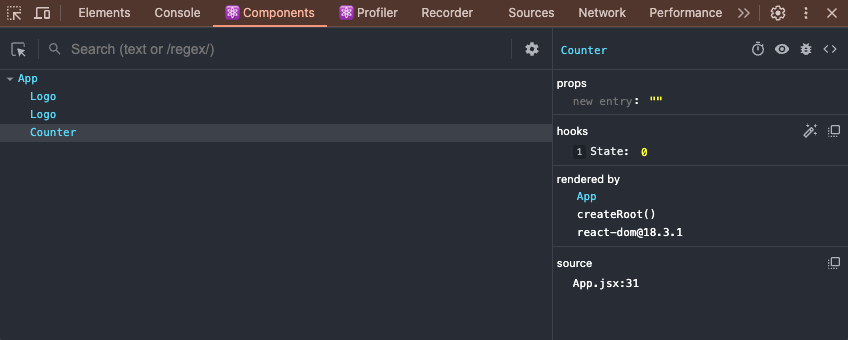 Elements Console Components Profiler Recorder Sources Network Performance
Search (text or /regex/)
App
Logo
Logo
Counter
Counter
props
new entry: ""
hooks
1 State: 0
rendered by
App
createRoot()
react-dom@18.3.1
source
App.jsx:31